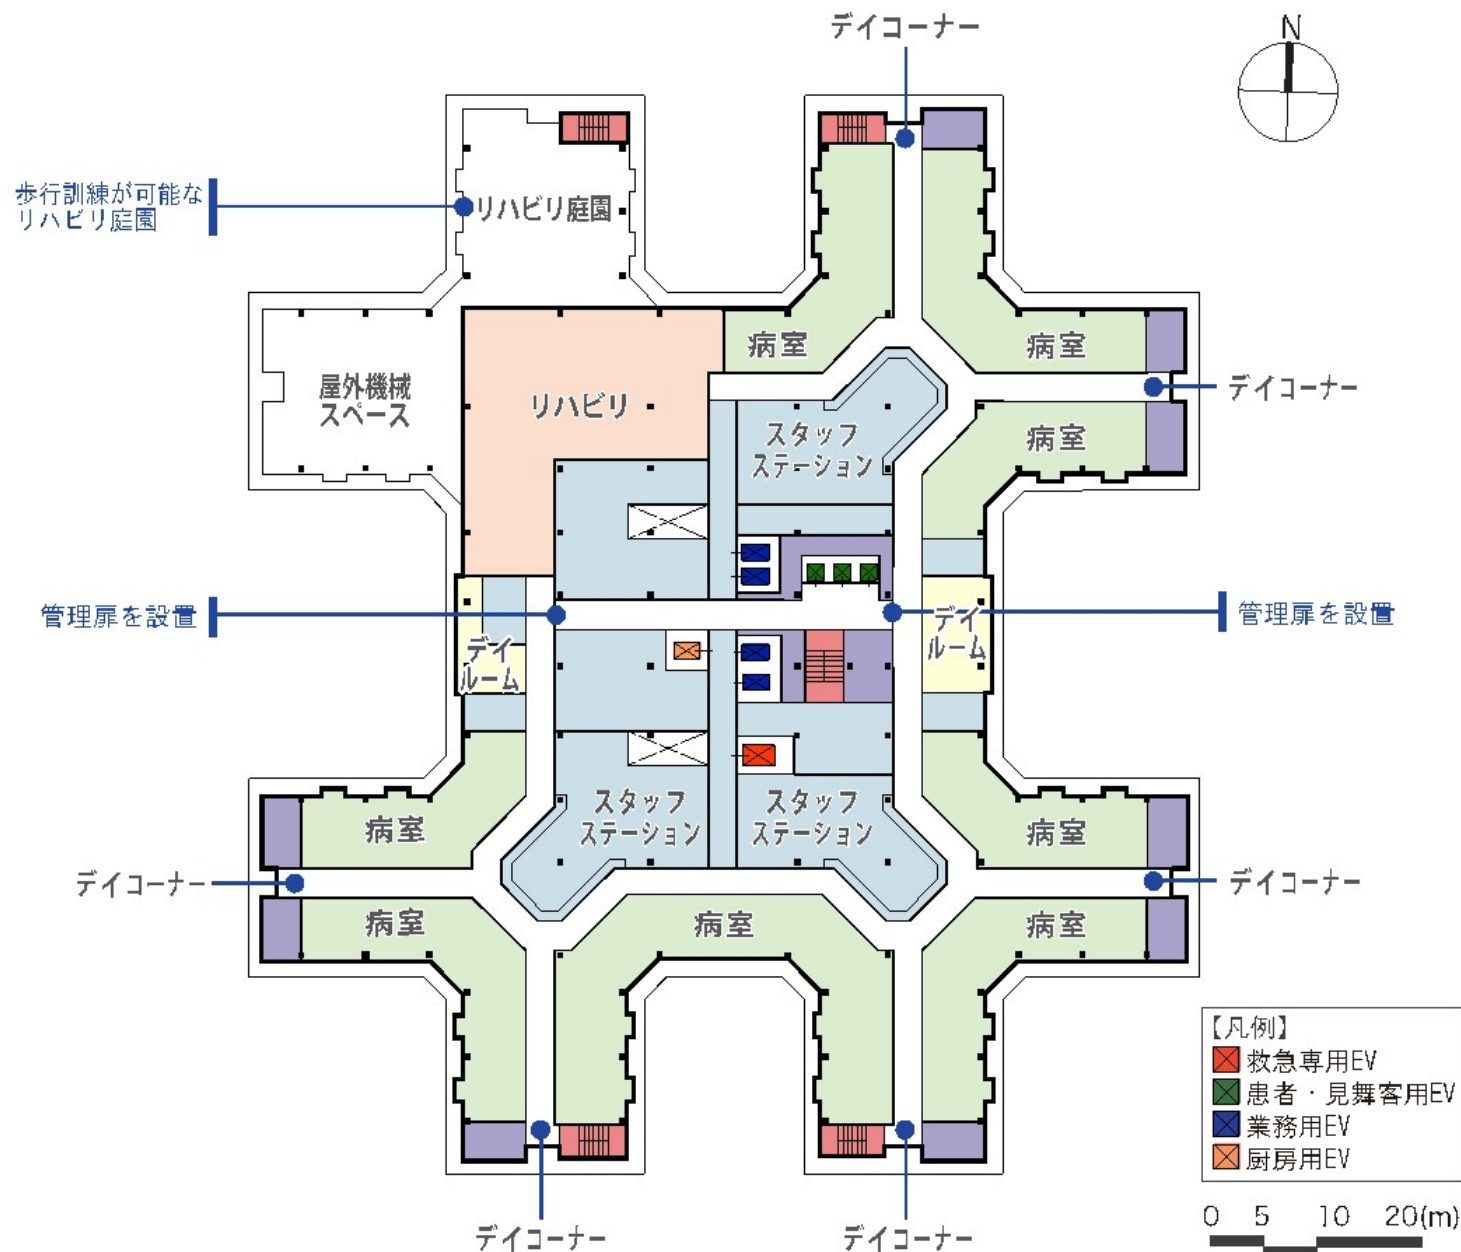 デイコーナー
N
歩行訓練が可能な
リハビリ庭園
リハビリ庭園
病室
病室
屋外機械
スペース
リハビリ
デイコーナー
スタッフ
ステーション
病室
管理扉を設置
管理扉を設置
デイ
ルーム
デイ
ルーム
スタッフ
ステーション
スタッフ
ステーション
病室
病室
デイコーナー
デイコーナー
病室
病室
病室
【凡例】
救急専用EV
患者・見舞客用EV
業務用EV
厨房用EV
0 5 10 20(m)
デイコーナー
デイコーナー